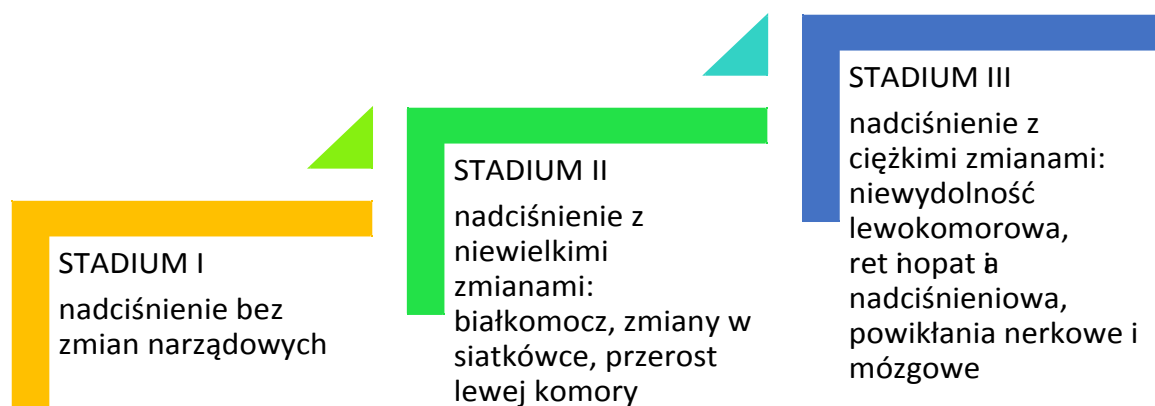 STADIUM I
nadciśnienie bez
zmian narządowych
STADIUM II
nadciśnienie z
niewielkimi
zmianami:
białkomocz, zmiany w
siatkówce, przerost
lewej komory
STADIUM III
nadciśnienie z
ciężkimi zmianami:
niewydolność
lewokomorowa,
retinopatia
nadciśnieniowa,
powikłania nerkowe i
mózgowe